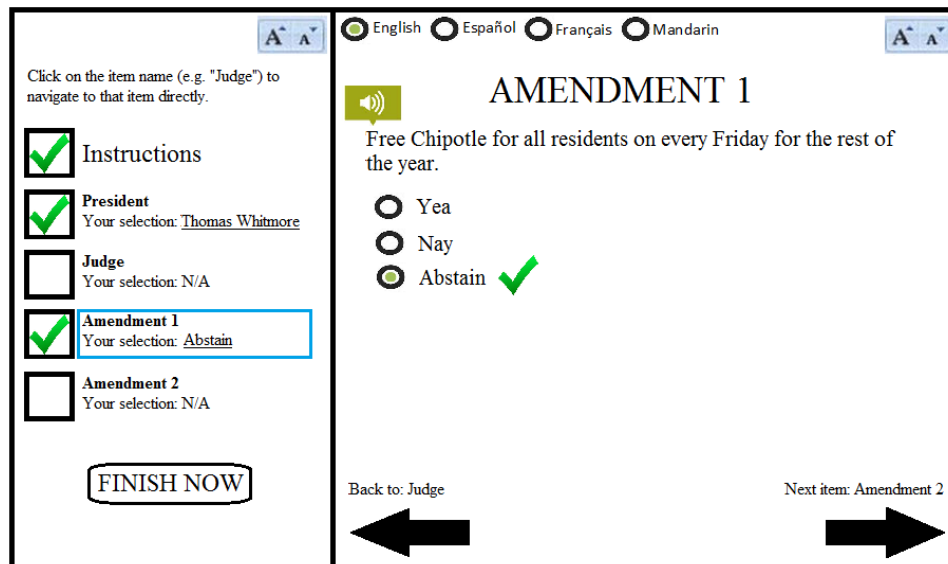 A A
Click on the item name (e.g. "Judge") to
navigate to that item directly.
Instructions
President
Your selection: Thomas Whitmore
Judge
Your selection: N/A
Amendment 1
Your selection: Abstain
Amendment 2
Your selection: N/A
FINISH NOW
English Español Français Mandarin
A A
AMENDMENT 1
Free Chipotle for all residents on every Friday for the rest of
the year.
Yea
Nay
Abstain
Back to: Judge
Next item: Amendment 2